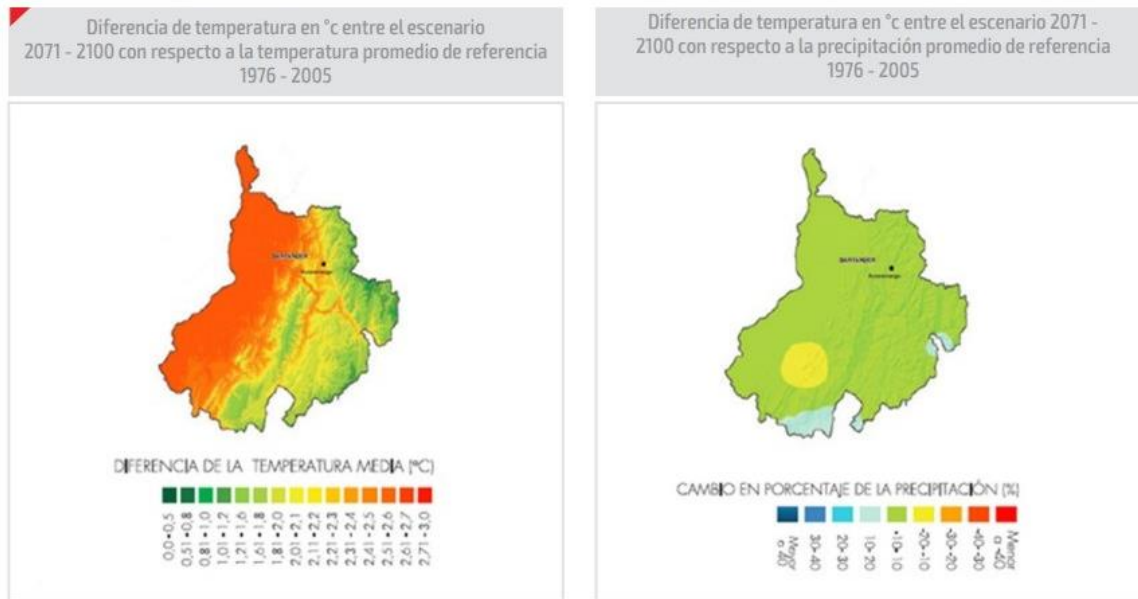 Diferencia de temperatura en °c entre el escenario
2071 - 2100 con respecto a la temperatura promedio de referencia
1976 - 2005
Diferencia de temperatura en °c entre el escenario 2071 -
2100 con respecto a la precipitación promedio de referencia
1976 - 2005
SANTANDER
Bucaramanga
DIFERENCIA DE LA TEMPERATURA MEDIA (ºC)
0,0•0,5
0,51•0,8
0,81•1,0
1,01•1,2
1,21•1,6
1,61•1,8
1,81•2,0
2,01•2,1
2,11•2,2
2,21•2,3
2,31•2,4
2,41•2,5
2,51•2,6
2,61•2,7
2,71•3,0
SANTANDER
Bucaramanga
CAMBIO EN PORCENTAJE DE LA PRECIPITACIÓN (%)
Mayor
a 40
30•40
20•30
10•20
•10•10
•20•10
•30•20
•40•30
Menor
a •40